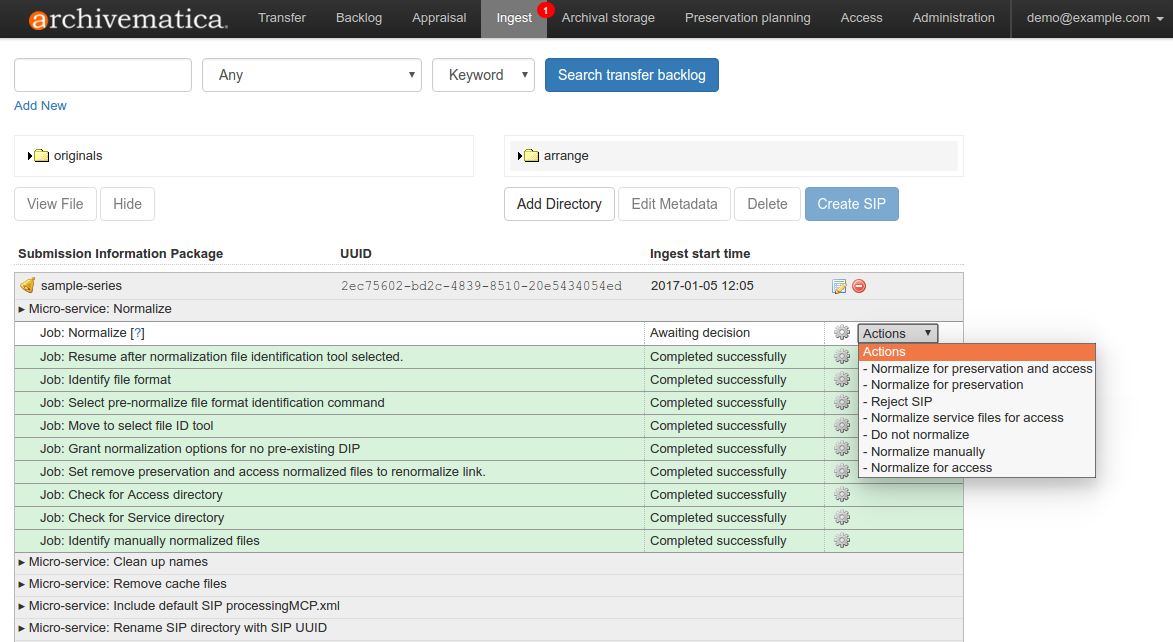 archivematica Transfer Backlog Appraisal Ingest 1 Archival storage Preservation planning Access Administration demo@example.com
Any Keyword Search transfer backlog
Add New
originals arrange
View File Hide Add Directory Edit Metadata Delete Create SIP
Submission Information Package UUID Ingest start time
sample-series 2ec75602-bd2c-4839-8510-20e5434054ed 2017-01-05 12:05
Micro-service: Normalize
Job: Normalize [?] Awaiting decision Actions
Actions
- Normalize for preservation and access
- Normalize for preservation
- Reject SIP
- Normalize service files for access
- Do not normalize
- Normalize manually
- Normalize for access
Job: Resume after normalization file identification tool selected. Completed successfully
Job: Identify file format Completed successfully
Job: Select pre-normalize file format identification command Completed successfully
Job: Move to select file ID tool Completed successfully
Job: Grant normalization options for no pre-existing DIP Completed successfully
Job: Set remove preservation and access normalized files to renormalize link. Completed successfully
Job: Check for Access directory Completed successfully
Job: Check for Service directory Completed successfully
Job: Identify manually normalized files Completed successfully
Micro-service: Clean up names
Micro-service: Remove cache files
Micro-service: Include default SIP processingMCP.xml
Micro-service: Rename SIP directory with SIP UUID